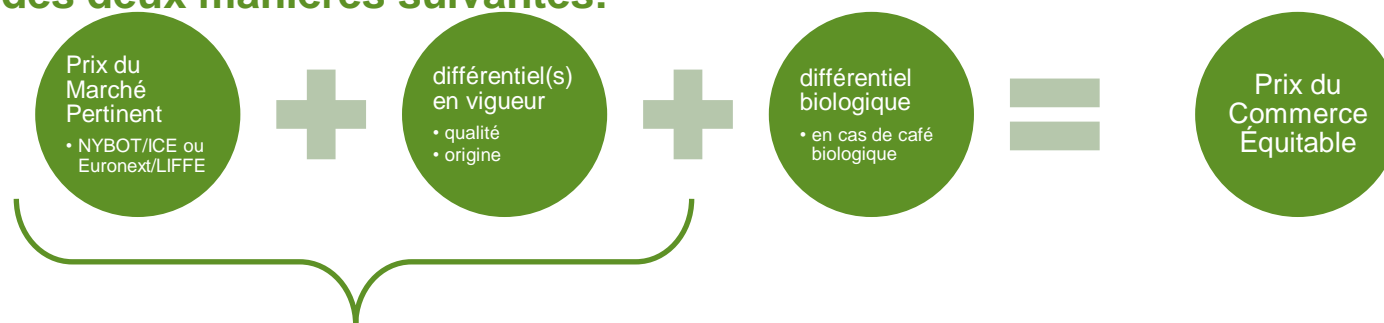 des deux manières suivantes:
Prix du
Marché
Pertinent
• NYBOT/ICE ou
Euronext/LIFFE
différentiel(s)
en vigueur
• qualité
• origine
différentiel
biologique
• en cas de café
biologique
Prix du
Commerce
Équitable